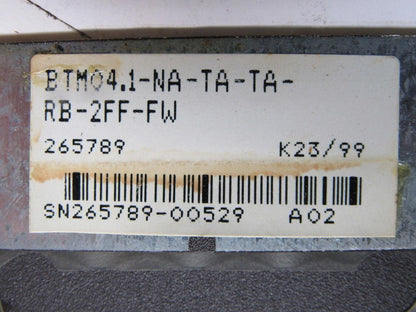 BTM04.1-NA-TA-TA-
RB-2FF-FW
265789 K23/99
SN265789-00529 A02